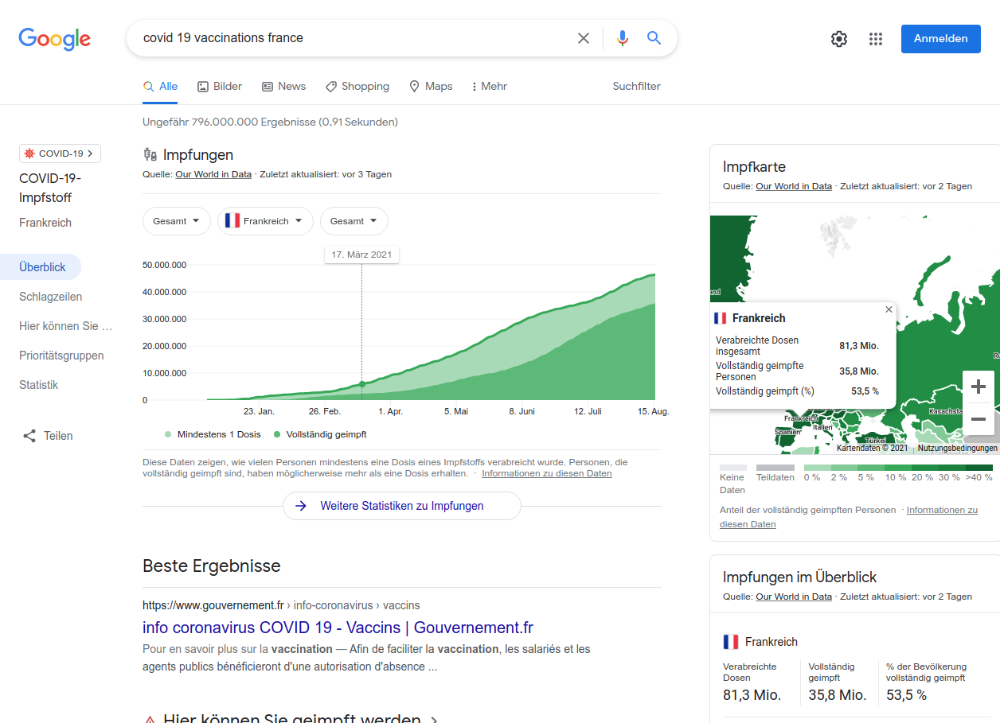 Google
covid 19 vaccinations france
Anmelden
Alle Bilder News Shopping Maps Mehr Suchfilter
Ungefähr 796.000.000 Ergebnisse (0,91 Sekunden)
COVID-19
COVID-19-
Impfstoff
Frankreich
Überblick
Schlagzeilen
Hier können Sie …
Prioritätsgruppen
Statistik
Teilen
Impfungen
Quelle: Our World in Data · Zuletzt aktualisiert: vor 3 Tagen
Gesamt Frankreich Gesamt
17. März 2021
50.000.000
40.000.000
30.000.000
20.000.000
10.000.000
0
23. Jan. 26. Feb. 1. Apr. 5. Mai 8. Juni 12. Juli 15. Aug.
Mindestens 1 Dosis Vollständig geimpft
Diese Daten zeigen, wie vielen Personen mindestens eine Dosis eines Impfstoffs verabreicht wurde. Personen, die
vollständig geimpft sind, haben möglicherweise mehr als eine Dosis erhalten. · Informationen zu diesen Daten
Weitere Statistiken zu Impfungen
Beste Ergebnisse
https://www.gouvernement.fr › info-coronavirus › vaccins
info coronavirus COVID 19 - Vaccins | Gouvernement.fr
Pour en savoir plus sur la vaccination — Afin de faciliter la vaccination, les salariés et les
agents publics bénéficieront d'une autorisation d'absence ...
Hier können Sie geimpft werden
Impfkarte
Quelle: Our World in Data · Zuletzt aktualisiert: vor 2 Tagen
nd
Frankreich
Verabreichte Dosen
insgesamt 81,3 Mio.
Vollständig geimpfte
Personen 35,8 Mio.
Vollständig geimpft (%) 53,5 %
Ru
Kasachsta
Frankreich
Italien
Spanien
Türkei
Kartendaten © 2021 Nutzungsbedingungen
Keine
Daten
Teildaten 0 % 2 % 5 % 10 % 20 % 30 % >40 %
Anteil der vollständig geimpften Personen · Informationen zu
diesen Daten
Impfungen im Überblick
Quelle: Our World in Data · Zuletzt aktualisiert: vor 2 Tagen
Frankreich
Verabreichte
Dosen
81,3 Mio.
Vollständig
geimpft
35,8 Mio.
% der Bevölkerung
vollständig geimpft
53,5 %